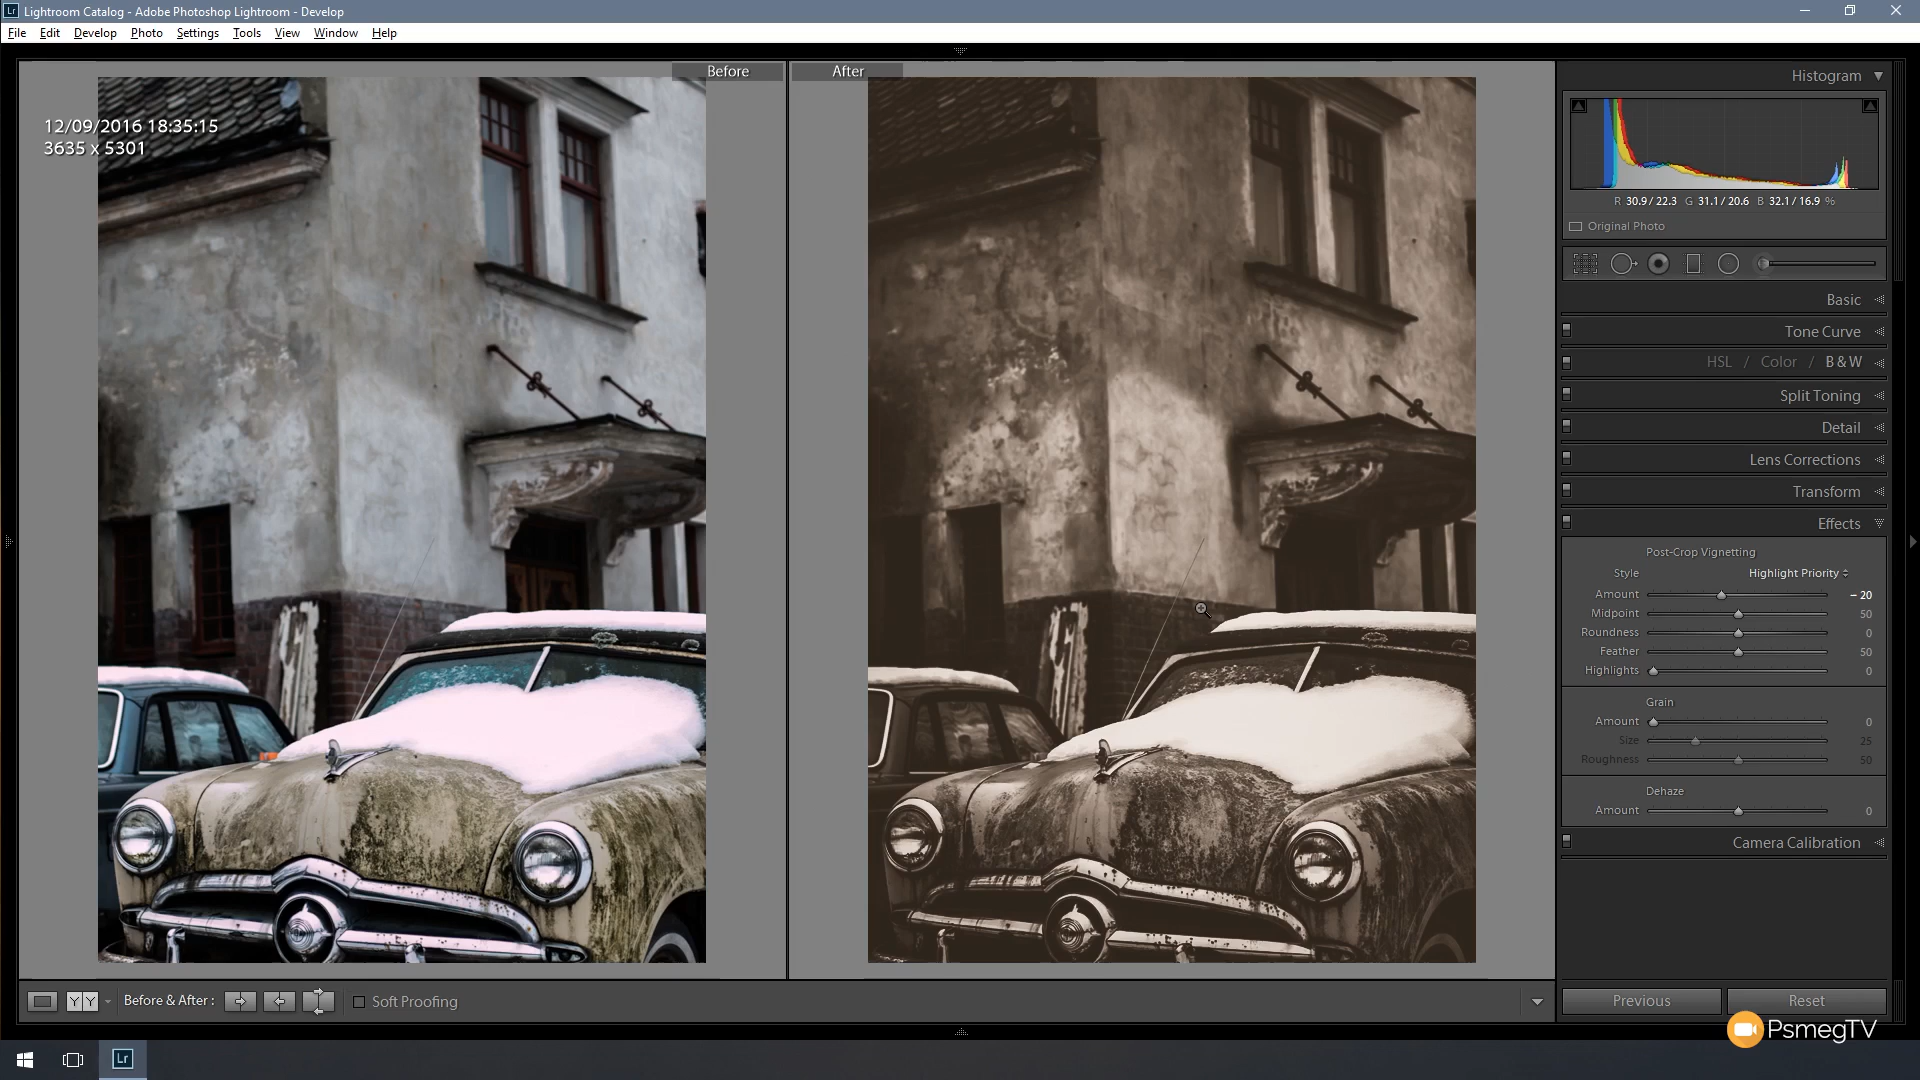 Lr Lightroom Catalog - Adobe Photoshop Lightroom - Develop
File Edit Develop Photo Settings Tools View Window Help
Before After
12/09/2016 18:35:15
3635 x 5301
Histogram
R 30.9 / 22.3 G 31.1 / 20.6 B 32.1 / 16.9 %
Original Photo
Basic
Tone Curve
HSL / Color / B & W
Split Toning
Detail
Lens Corrections
Transform
Effects
Post-Crop Vignetting
Style Highlight Priority
Amount - 20
Midpoint 50
Roundness 0
Feather 50
Highlights 0
Grain
Amount 0
Size 25
Roughness 50
Dehaze
Amount 0
Camera Calibration
Y Y Before & After : Soft Proofing
Previous Reset
PsmegTV
Lr